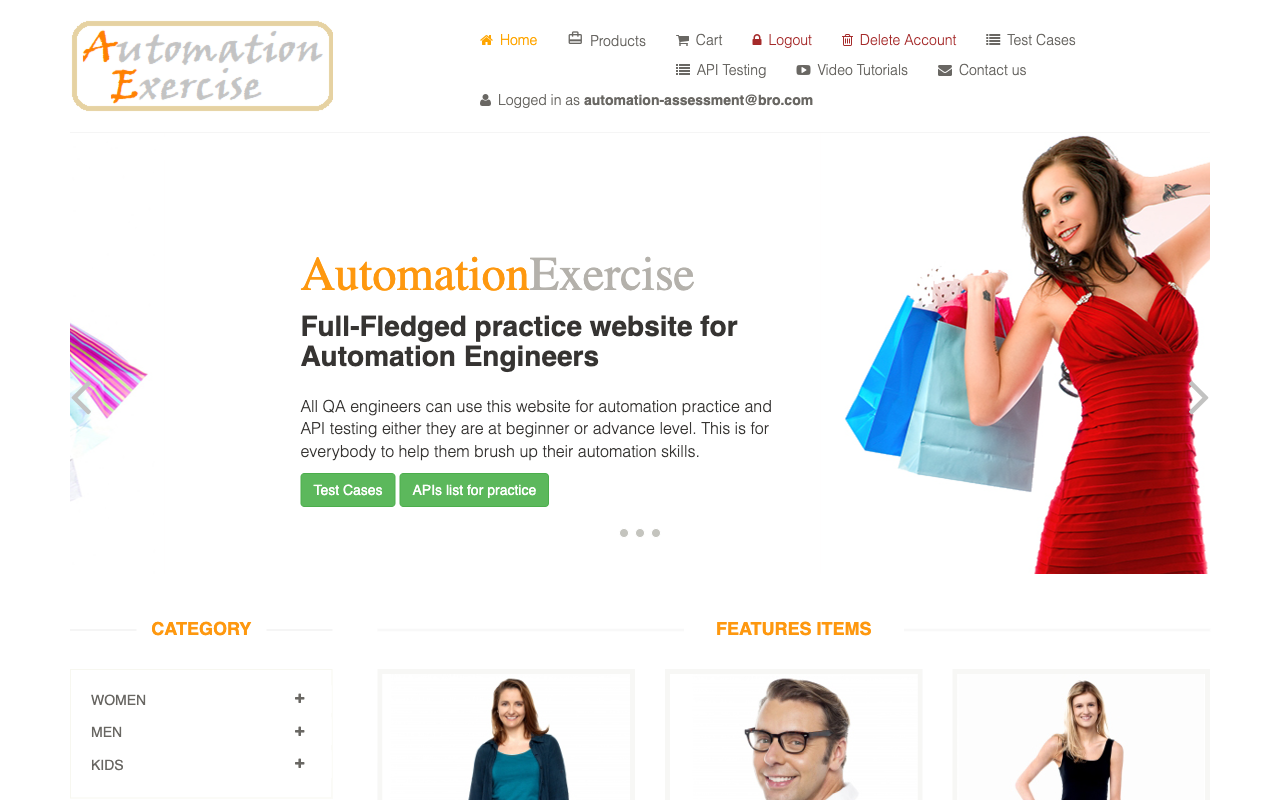 Automation
Exercise
Home Products Cart Logout Delete Account Test Cases
API Testing Video Tutorials Contact us
Logged in as automation-assessment@bro.com
AutomationExercise
Full-Fledged practice website for
Automation Engineers
All QA engineers can use this website for automation practice and
API testing either they are at beginner or advance level. This is for
everybody to help them brush up their automation skills.
Test Cases APIs list for practice
CATEGORY
WOMEN
MEN
KIDS
FEATURES ITEMS